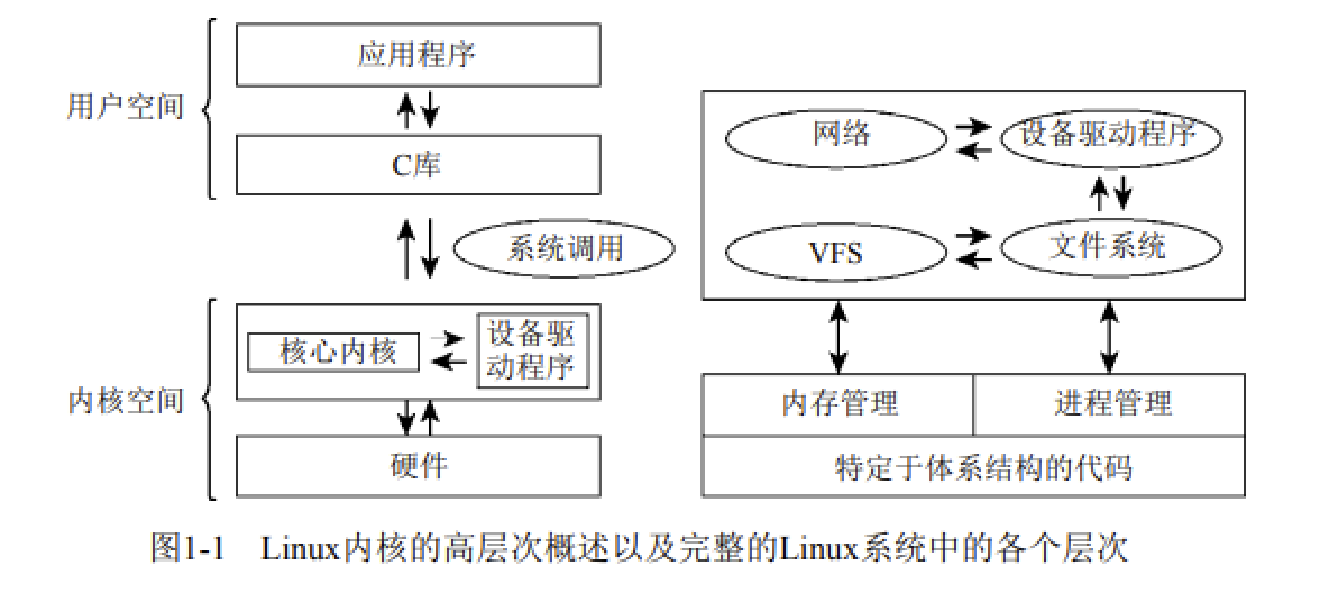 应用程序
用户空间
C库
系统调用
核心内核
设备驱
动程序
内核空间
硬件
网络
设备驱动程序
VFS
文件系统
内存管理
进程管理
特定于体系结构的代码
图1-1 Linux内核的高层次概述以及完整的Linux系统中的各个层次